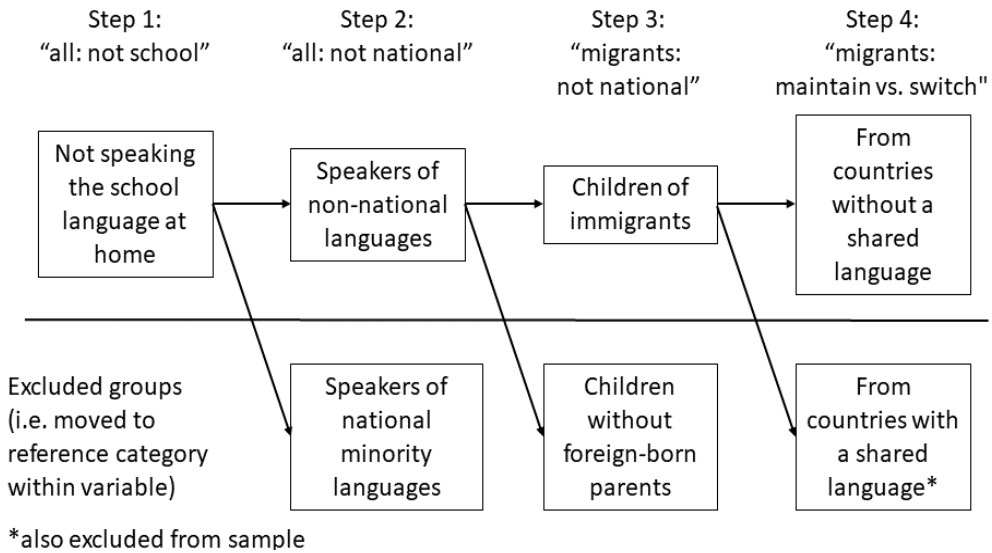 Step 1:
“all: not school”
Step 2:
“all: not national”
Step 3:
“migrants:
not national”
Step 4:
“migrants:
maintain vs. switch"
Not speaking
the school
language at
home
Speakers of
non-national
languages
Children of
immigrants
From
countries
without a
shared
language
Excluded groups
(i.e. moved to
reference category
within variable)
Speakers of
national
minority
languages
Children
without
foreign-born
parents
From
countries with
a shared
language*
*also excluded from sample